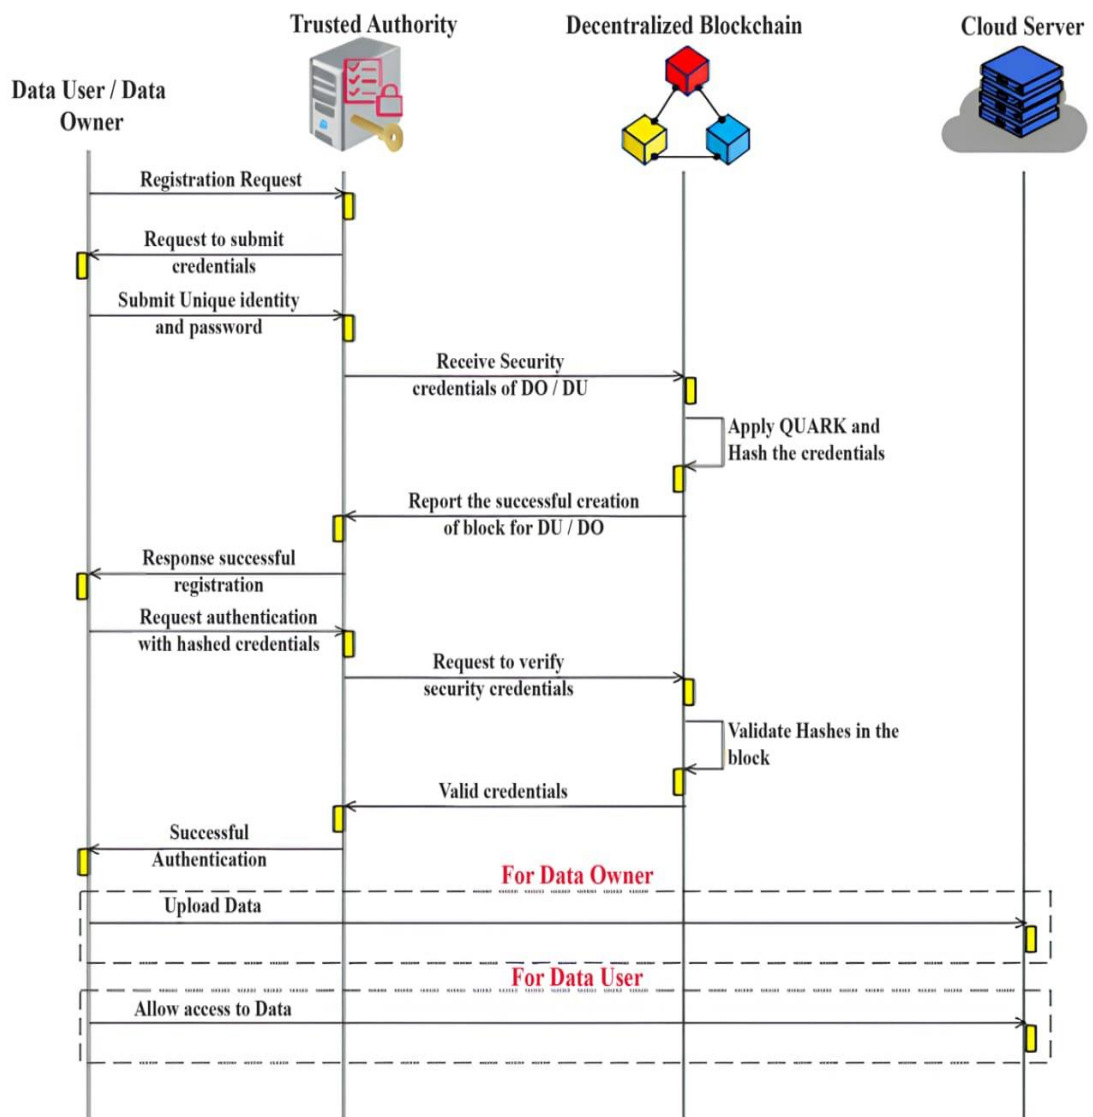 Trusted Authority
Decentralized Blockchain
Cloud Server
Data User / Data
Owner
Registration Request
Request to submit
credentials
Submit Unique identity
and password
Receive Security
credentials of DO / DU
Apply QUARK and
Hash the credentials
Report the successful creation
of block for DU / DO
Response successful
registration
Request authentication
with hashed credentials
Request to verify
security credentials
Validate Hashes in the
block
Valid credentials
Successful
Authentication
For Data Owner
Upload Data
For Data User
Allow access to Data